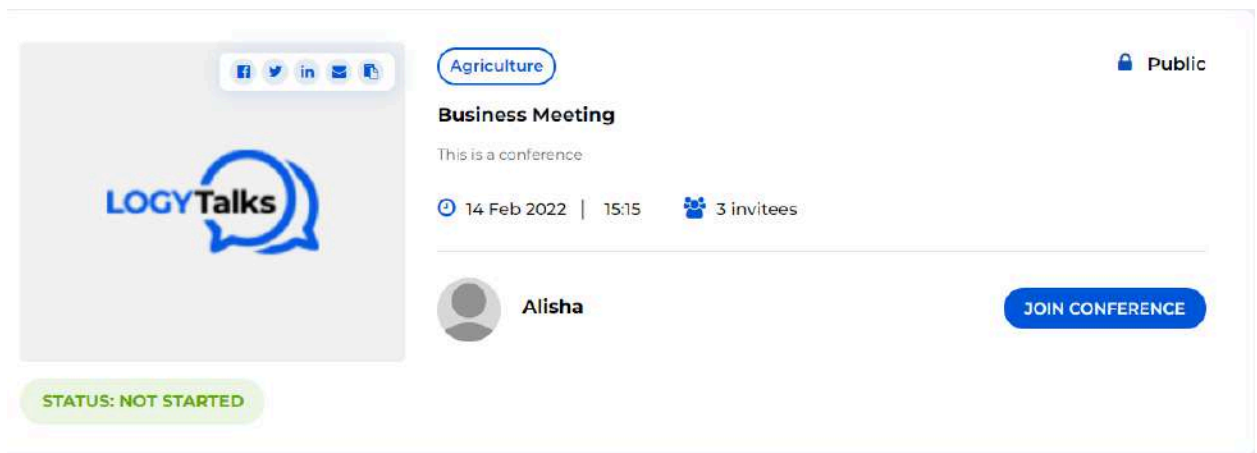 Agriculture
Public
Business Meeting
This is a conference
LOGYTalks
14 Feb 2022 | 15:15 3 invitees
Alisha
JOIN CONFERENCE
STATUS: NOT STARTED